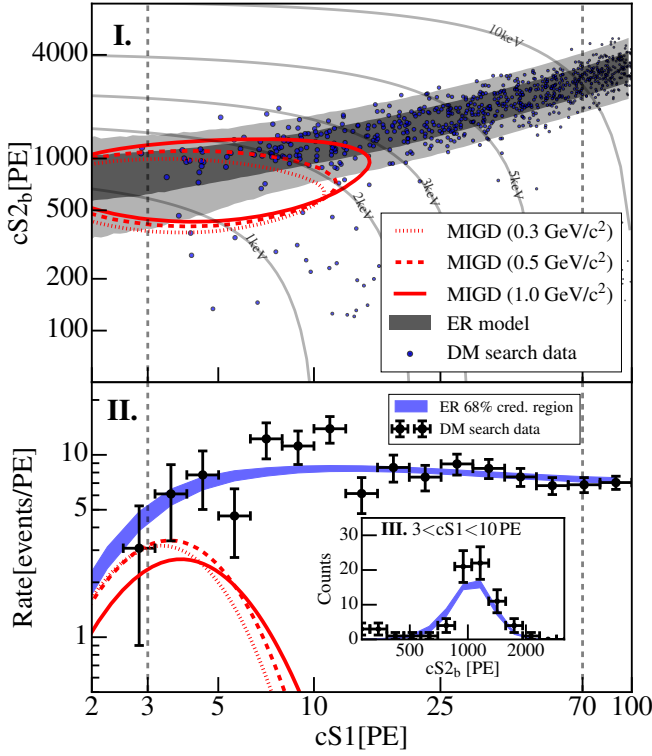 I.
4000
1000
500
200
100
cS2b[PE]
10keV
5keV
3keV
2keV
1keV
MIGD (0.3 GeV/c²)
MIGD (0.5 GeV/c²)
MIGD (1.0 GeV/c²)
ER model
DM search data
II.
ER 68% cred. region
DM search data
10
5
1
Rate[events/PE]
III. 3<cS1<10PE
30
20
10
0
Counts
500 1000 2000
cS2b [PE]
2 3 5 10 25 70 100
cS1[PE]